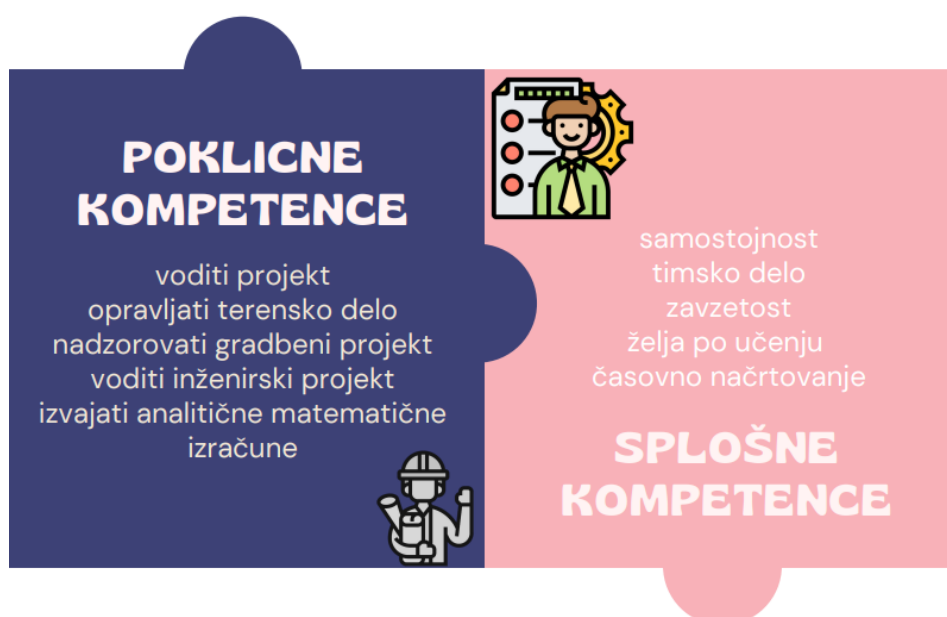 POKLICNE
KOMPETENCE
voditi projekt
opravljati terensko delo
nadzorovati gradbeni projekt
voditi inženirski projekt
izvajati analitične matematične
izračune
samostojnost
timsko delo
zavzetost
želja po učenju
časovno načrtovanje
SPLOŠNE
KOMPETENCE